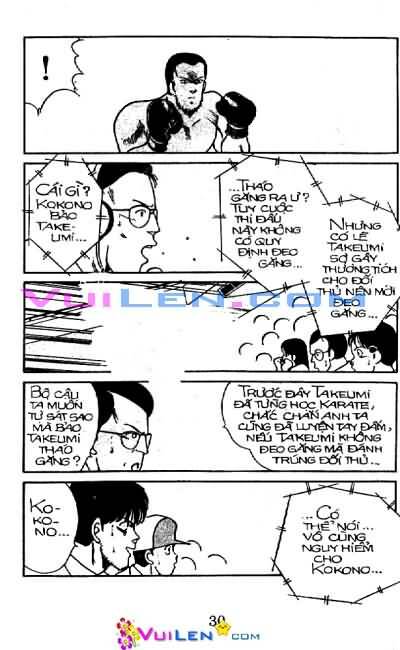 !
CÁI GÌ?
KOKONO
BẢO
TAKE-
UMI...
...THÁO
GĂNG RA Ư?
TUY CUỘC
THI ĐẤU
NÀY KHÔNG
CÓ QUY
ĐỊNH ĐEO
GĂNG...
NHƯNG
CÓ LẼ
TAKEUMI
SỢ GÂY
THƯƠNG TÍCH
CHO ĐỐI
THỦ NÊN MỚI
ĐEO
GĂNG...
VUILEN.COM
BỘ CẬU
TA MUỐN
TỰ SÁT SAO
MÀ BẢO
TAKEUMI
THÁO
GĂNG?
TRƯỚC ĐÂY TAKEUMI
ĐÃ TỪNG HỌC KARATE,
CHẮC CHẮN ANH TA
CŨNG ĐÃ LUYỆN TAY ĐẤM,
NẾU TAKEUMI KHÔNG
ĐEO GĂNG MÃ ĐÁNH
TRÚNG ĐỐI THỦ...
KO-
KO-
NO...
...CÓ
THỂ NÓI...
VÔ CÙNG
NGUY HIỂM
CHO
KOKONO...
30
VUILEN
.COM